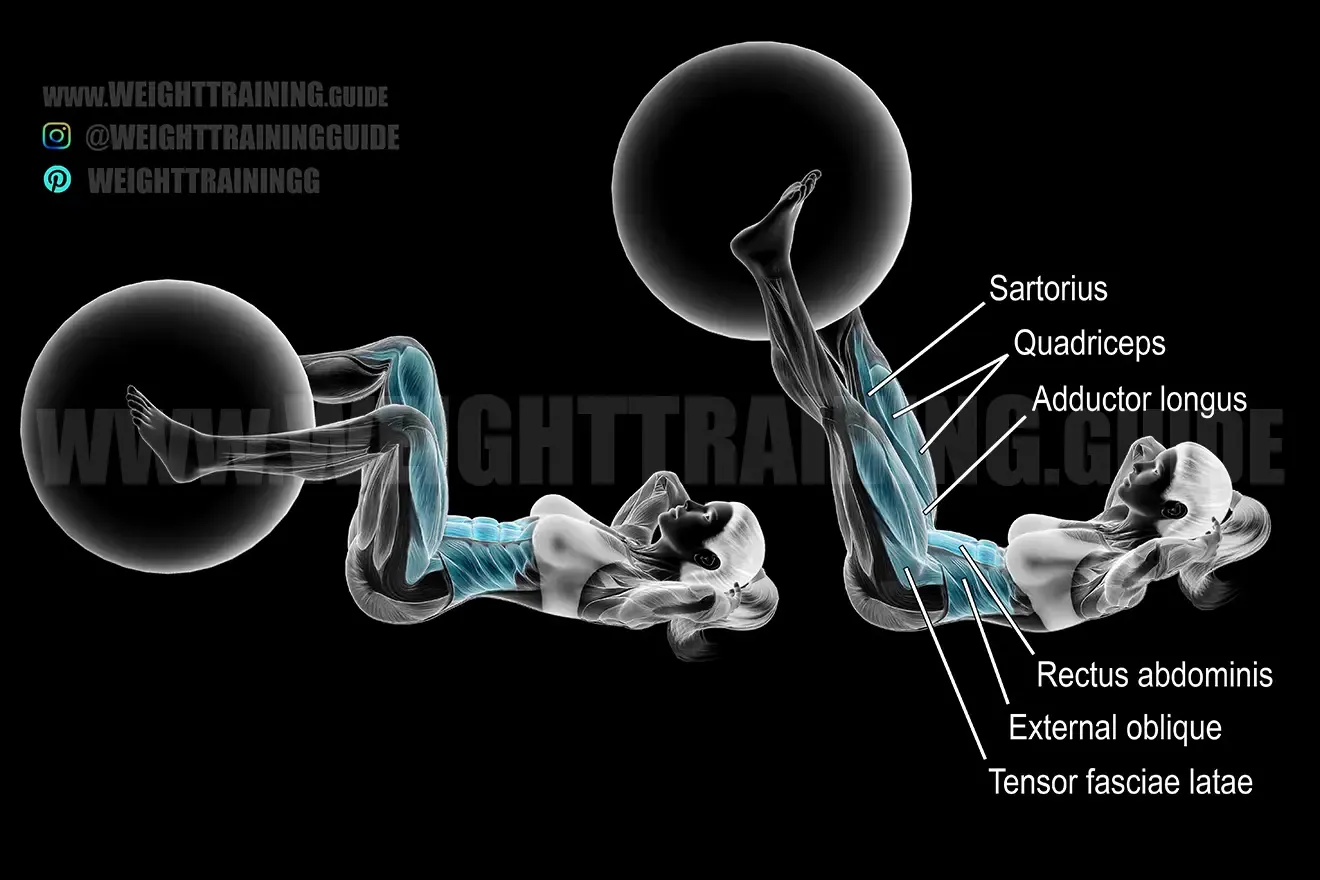 www.WEIGHTTRAINING.GUIDE
@WEIGHTTRAININGGUIDE
WEIGHTTRAININGG
Sartorius
Quadriceps
Adductor longus
WWW.WEIGHTTRAINING.GUIDE
Rectus abdominis
External oblique
Tensor fasciae latae